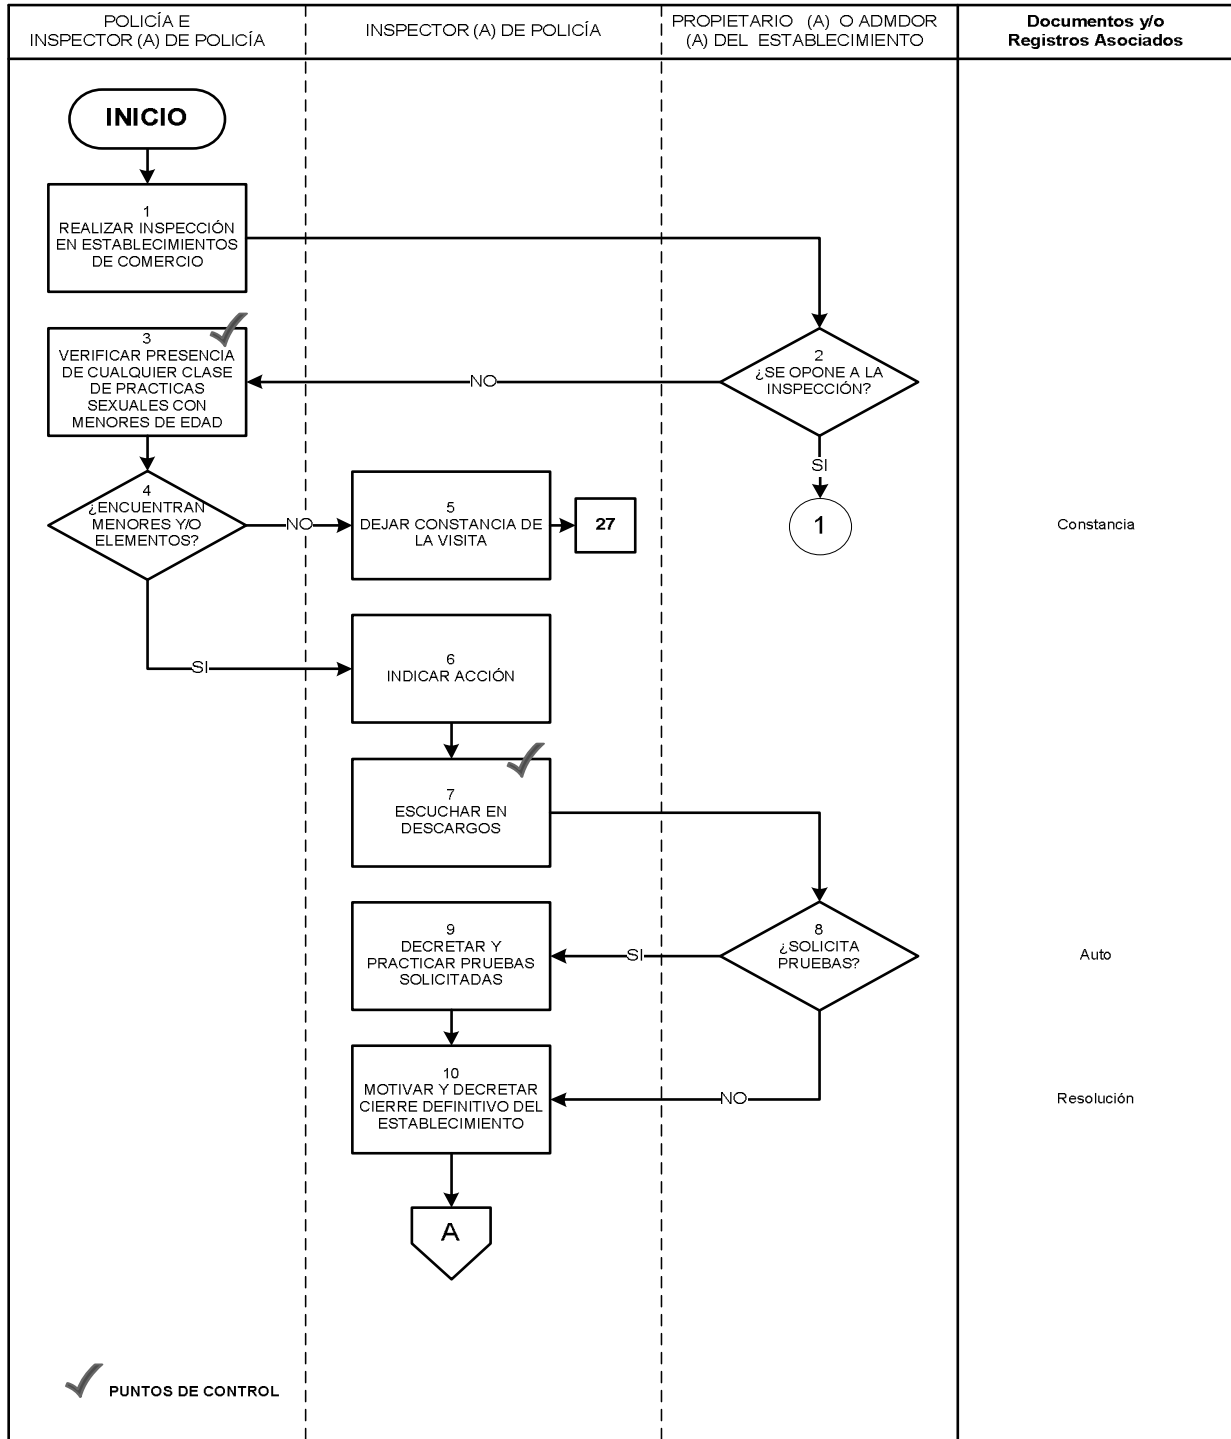 POLICÍA E
INSPECTOR (A) DE POLICÍA
INSPECTOR (A) DE POLICÍA
PROPIETARIO (A) O ADMDOR
(A) DEL ESTABLECIMIENTO
Documentos y/o
Registros Asociados
INICIO
1
REALIZAR INSPECCIÓN
EN ESTABLECIMIENTOS
DE COMERCIO
2
¿SE OPONE A LA
INSPECCIÓN?
NO
SI
1
3
VERIFICAR PRESENCIA
DE CUALQUIER CLASE
DE PRACTICAS
SEXUALES CON
MENORES DE EDAD
4
¿ENCUENTRAN
MENORES Y/O
ELEMENTOS?
NO
5
DEJAR CONSTANCIA DE
LA VISITA
27
Constancia
SI
6
INDICAR ACCIÓN
7
ESCUCHAR EN
DESCARGOS
8
¿SOLICITA
PRUEBAS?
SI
9
DECRETAR Y
PRACTICAR PRUEBAS
SOLICITADAS
Auto
NO
10
MOTIVAR Y DECRETAR
CIERRE DEFINITIVO DEL
ESTABLECIMIENTO
Resolución
A
PUNTOS DE CONTROL